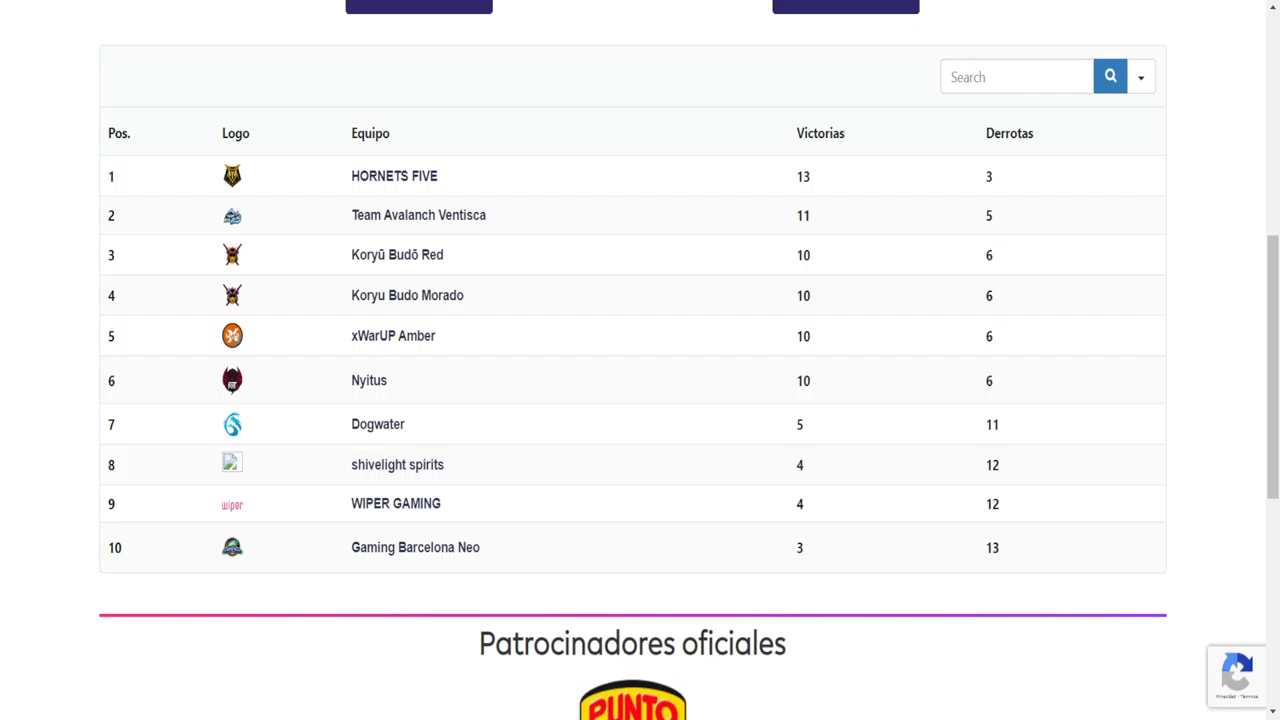 Search
Pos. Logo Equipo Victorias Derrotas
1 HORNETS FIVE 13 3
2 Team Avalanch Ventisca 11 5
3 Koryū Budō Red 10 6
4 Koryu Budo Morado 10 6
5 xWarUP Amber 10 6
6 Nyitus 10 6
7 Dogwater 5 11
8 shivelight spirits 4 12
9 wiper WIPER GAMING 4 12
10 Gaming Barcelona Neo 3 13
Patrocinadores oficiales
PUNTO
Privacidad - Términos